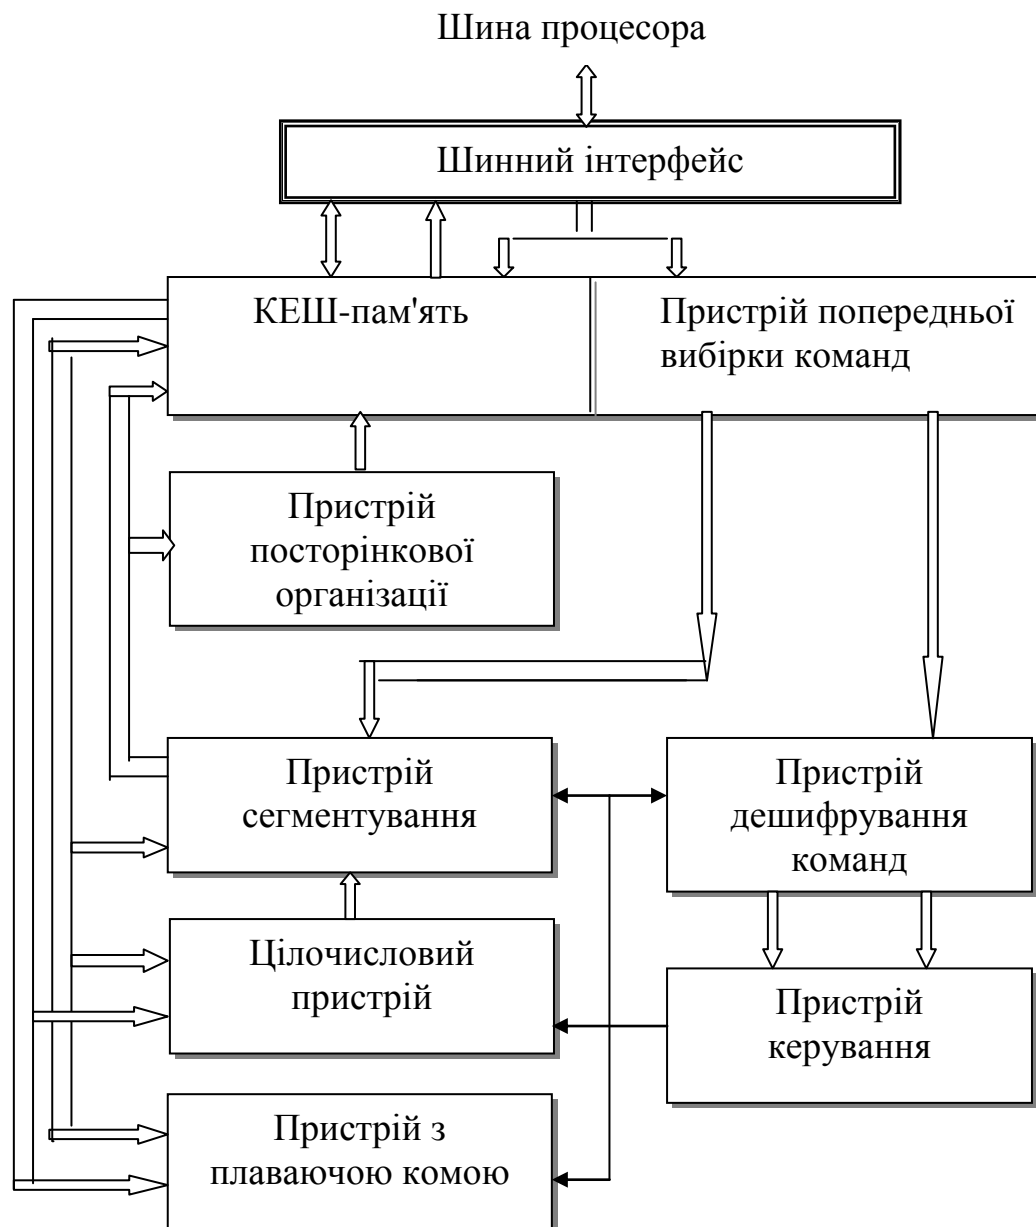 Шина процесора
Шинний інтерфейс
КЕШ-пам'ять
Пристрій попередньої
вибірки команд
Пристрій
посторінкової
організації
Пристрій
сегментування
Пристрій
дешифрування
команд
Цілочисловий
пристрій
Пристрій
керування
Пристрій з
плаваючою комою